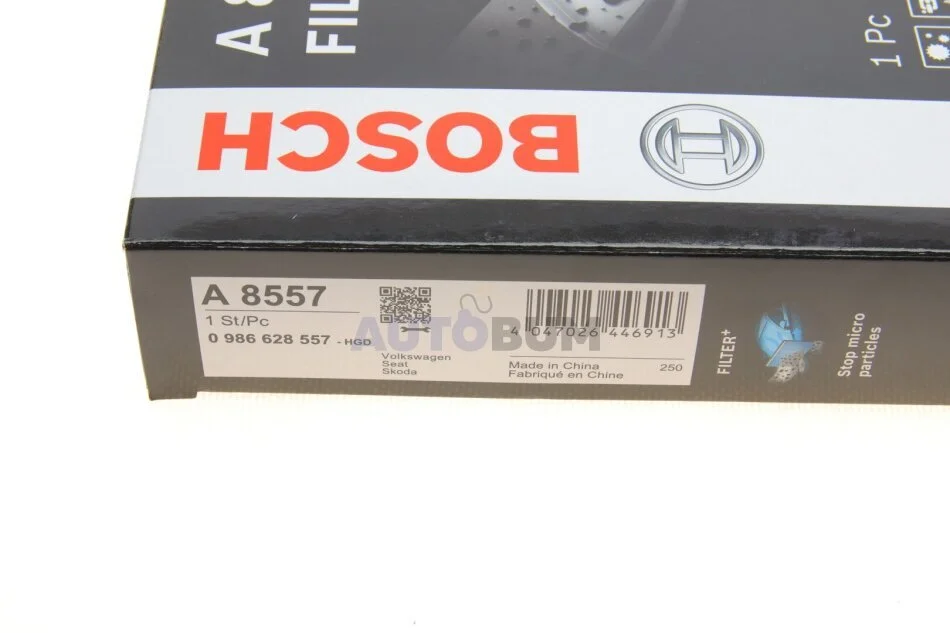 A 8
FIL
1 Pc
BOSCH
A 8557
1 St/Pc
0 986 628 557 - HGD
Volkswagen
Seat
Skoda
4 047026 446913
Made in China
Fabriqué en Chine
250
AUTOBUM
FILTER+
Stop micro
particles